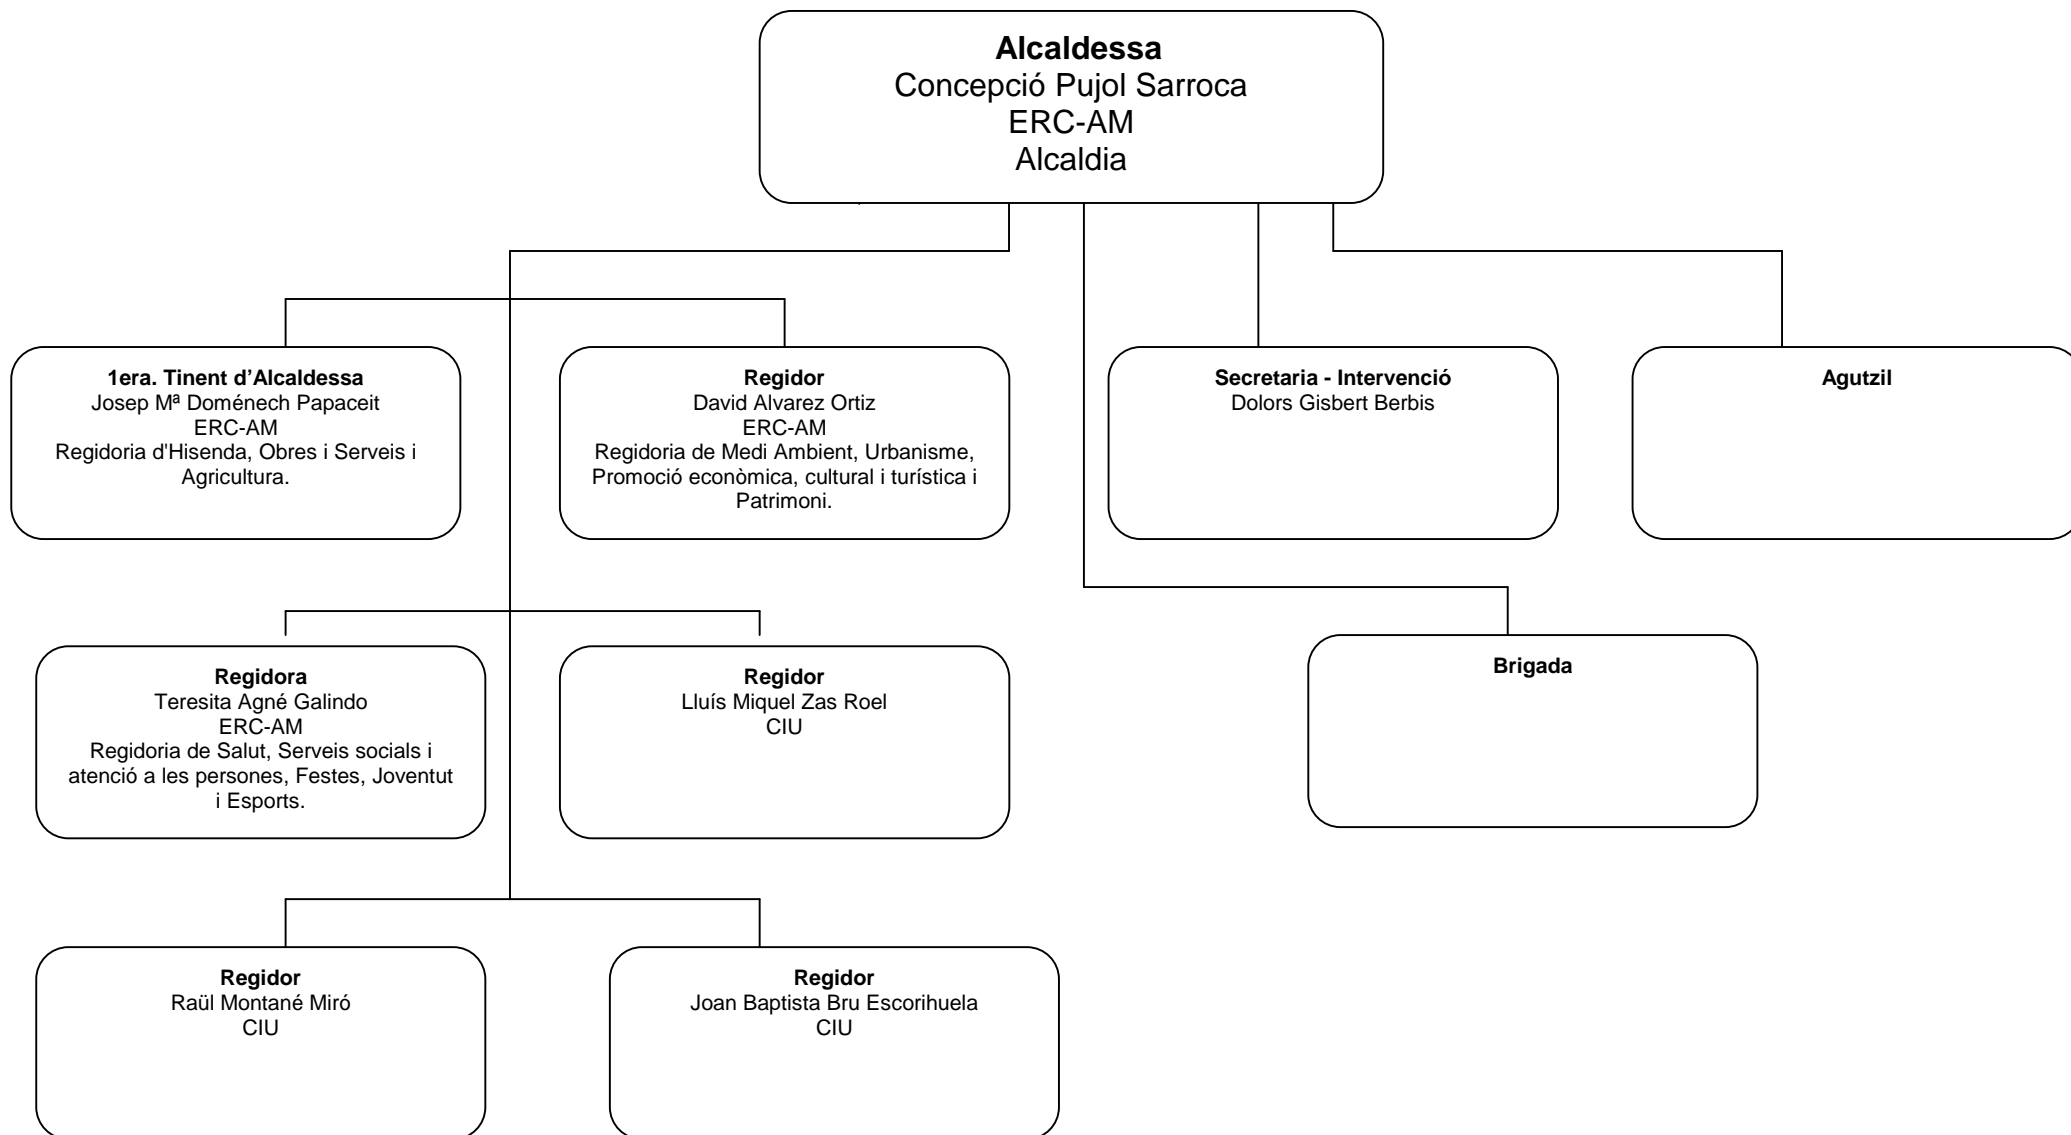 Alcaldessa
Concepció Pujol Sarroca
ERC-AM
Alcaldia
1era. Tinent d’Alcaldessa
Josep Mª Doménech Papaceit
ERC-AM
Regidoria d'Hisenda, Obres i Serveis i
Agricultura.
Regidor
David Alvarez Ortiz
ERC-AM
Regidoria de Medi Ambient, Urbanisme,
Promoció econòmica, cultural i turística i
Patrimoni.
Secretaria - Intervenció
Dolors Gisbert Berbis
Agutzil
Regidora
Teresita Agné Galindo
ERC-AM
Regidoria de Salut, Serveis socials i
atenció a les persones, Festes, Joventut
i Esports.
Regidor
Lluís Miquel Zas Roel
CIU
Brigada
Regidor
Raül Montané Miró
CIU
Regidor
Joan Baptista Bru Escorihuela
CIU